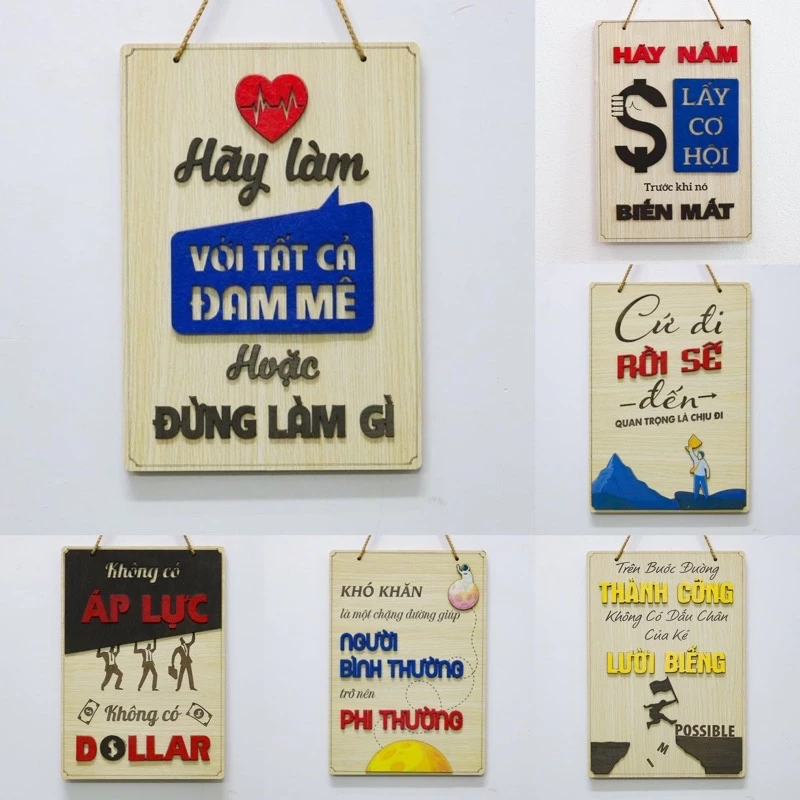 Hãy làm
VỚI TẤT CẢ
ĐAM MÊ
Hoặc
ĐỪNG LÀM GÌ
HÃY NẮM
$
LẤY
CƠ
HỘI
Trước khi nó
BIẾN MẤT
Cứ đi
RỒI SẼ
đến
QUAN TRỌNG LÀ CHỊU ĐI
Không có
ÁP LỰC
Không có
DOLLAR
KHÓ KHĂN
là một chặng đường giúp
NGƯỜI
BÌNH THƯỜNG
trở nên
PHI THƯỜNG
Trên Bước Đường
THÀNH CÔNG
Không Có Dấu Chân
Của Kẻ
LƯỜI BIẾNG
POSSIBLE
IM